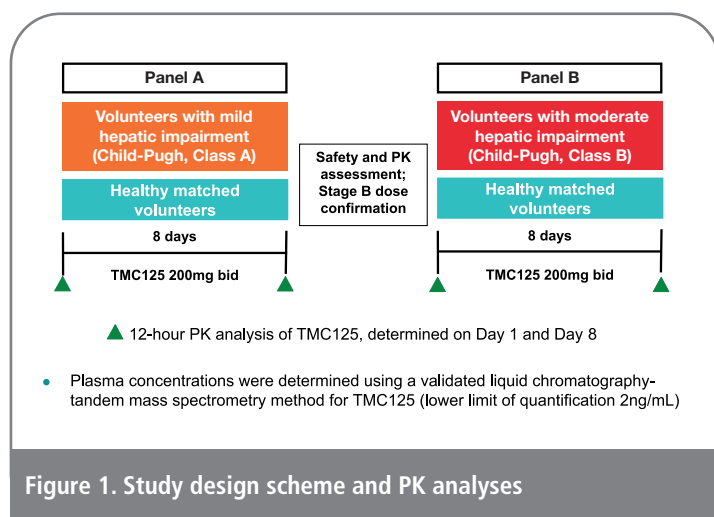 Panel A
Volunteers with mild
hepatic impairment
(Child-Pugh, Class A)
Healthy matched
volunteers
8 days
TMC125 200mg bid
Safety and PK
assessment;
Stage B dose
confirmation
Panel B
Volunteers with moderate
hepatic impairment
(Child-Pugh, Class B)
Healthy matched
volunteers
8 days
TMC125 200mg bid
12-hour PK analysis of TMC125, determined on Day 1 and Day 8
• Plasma concentrations were determined using a validated liquid chromatography-
tandem mass spectrometry method for TMC125 (lower limit of quantification 2ng/mL)
Figure 1. Study design scheme and PK analyses